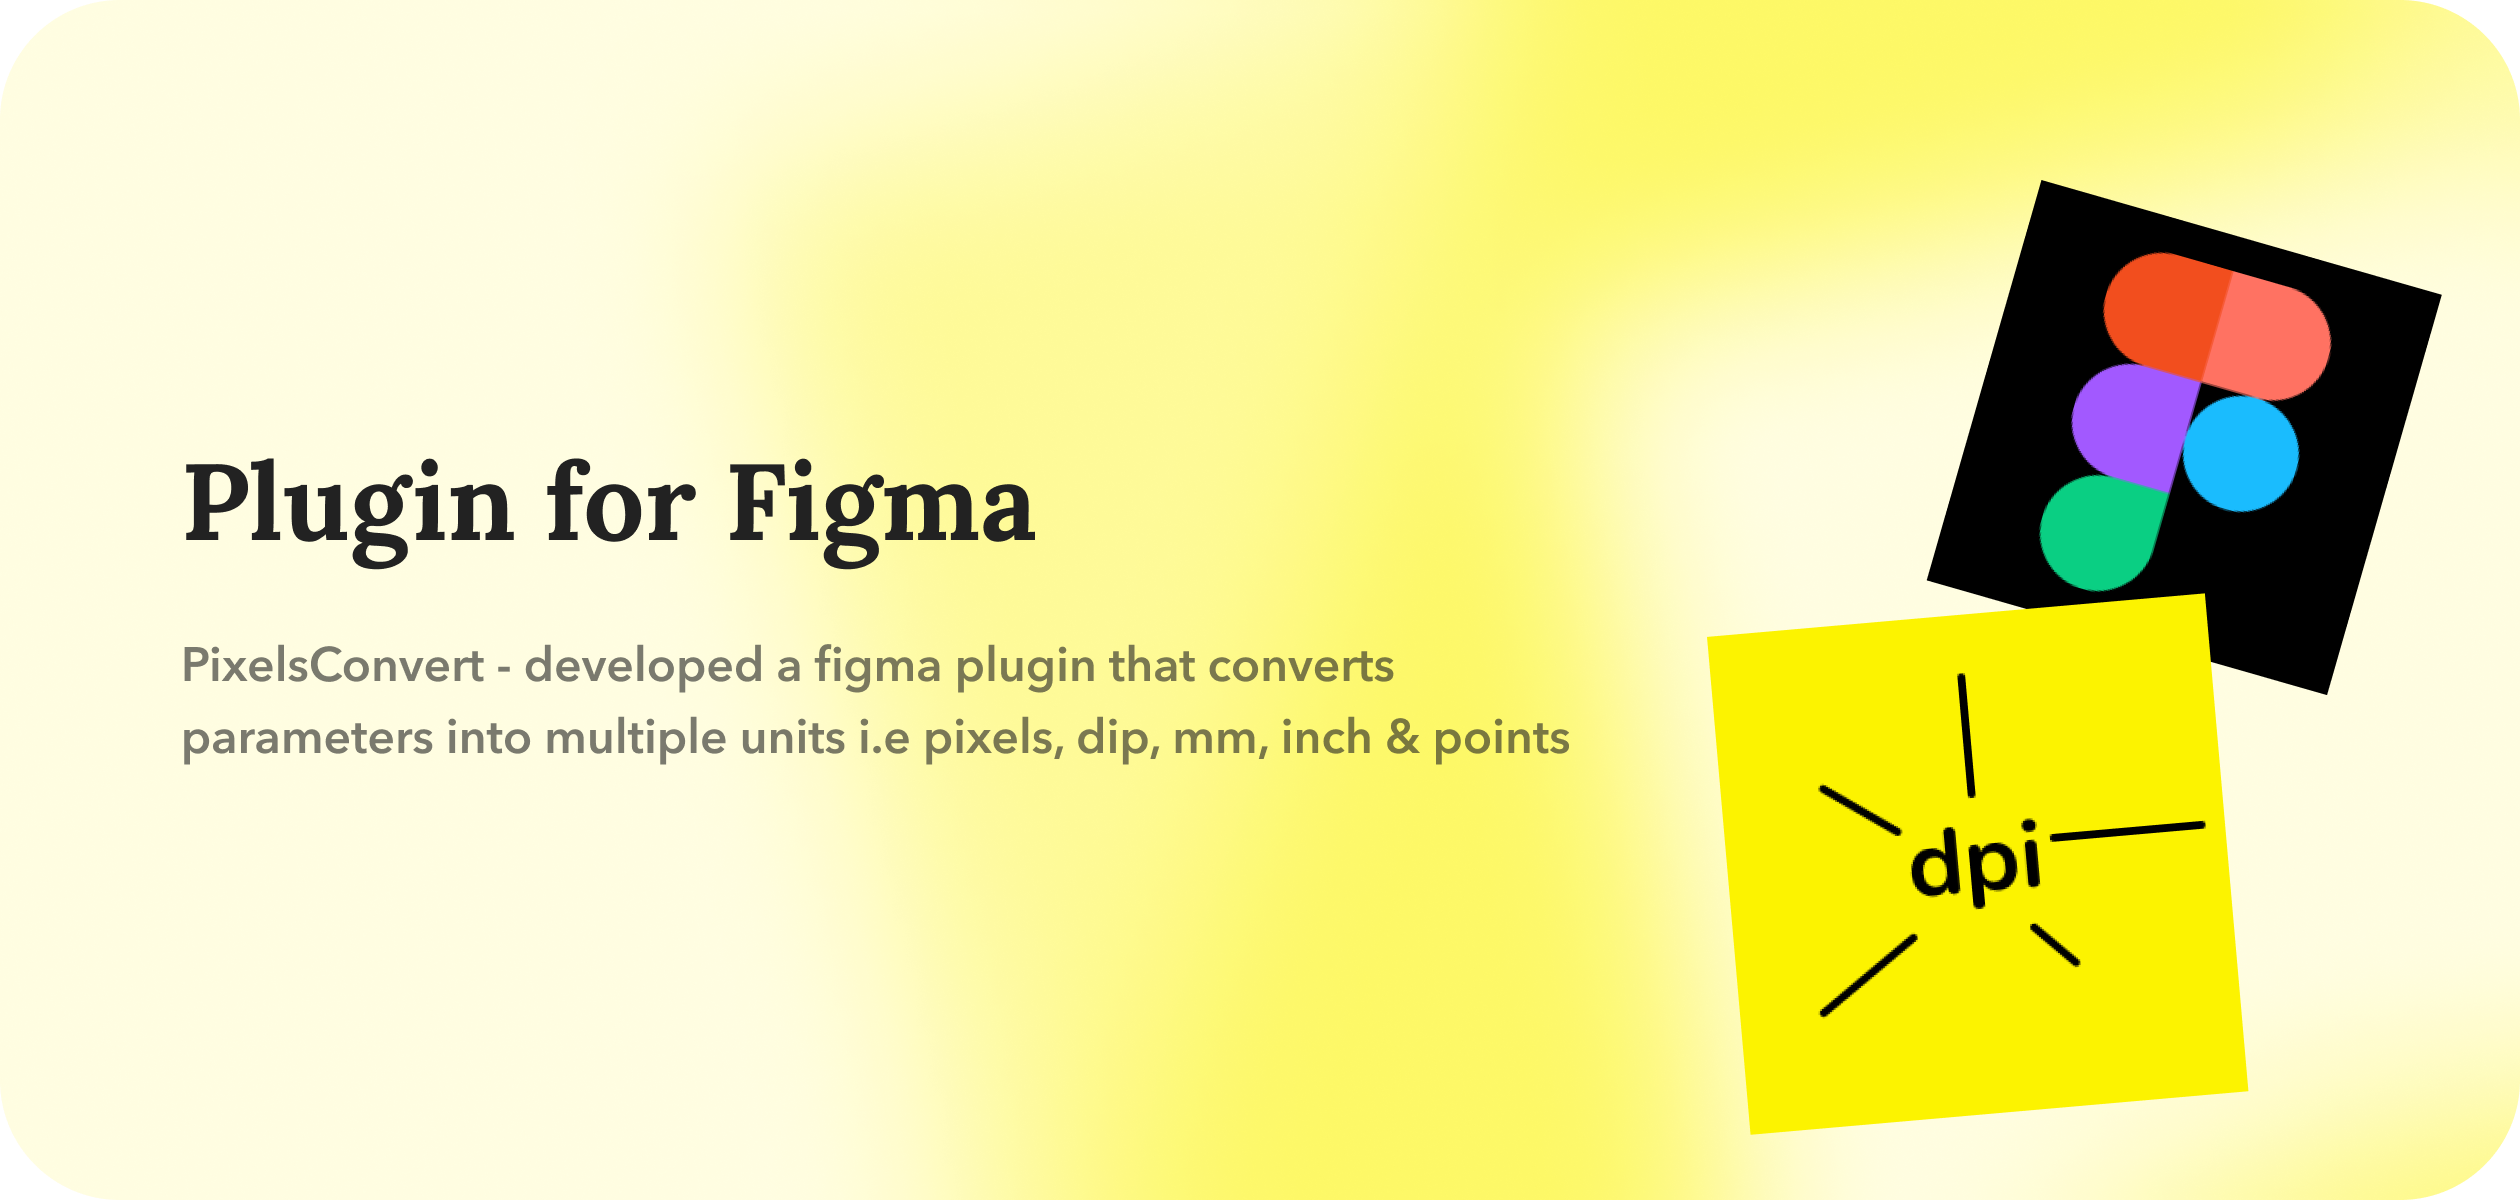 Plugin for Figma
PixelsConvert - developed a figma plugin that converts
parameters into multiple units i.e pixels, dip, mm, inch & points
dpi